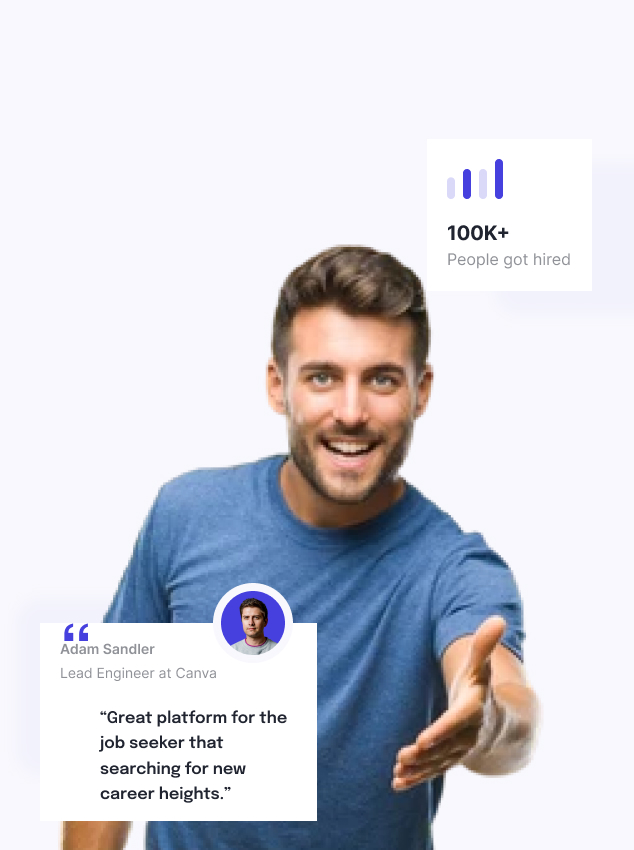 100K+
People got hired
Adam Sandler
Lead Engineer at Canva
“Great platform for the
job seeker that
searching for new
career heights.”